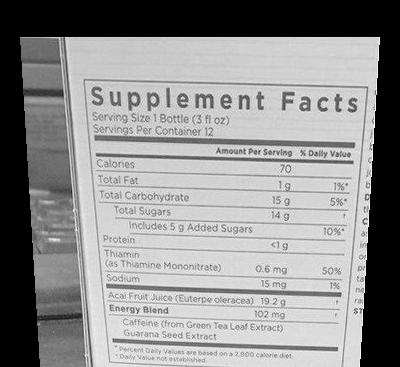 Supplement Facts
Serving Size 1 Bottle (3 fl oz)
Servings Per Container 12
Amount Per Serving % Daily Value
Calories 70
Total Fat 1 g 1%*
Total Carbohydrate 15 g 5%*
Total Sugars 14 g †
Includes 5 g Added Sugars 10%*
Protein <1 g
Thiamin
(as Thiamine Mononitrate) 0.6 mg 50%
Sodium 15 mg 1%
Acai Fruit Juice (Euterpe oleracea) 19.2 g †
Energy Blend 102 mg †
Caffeine (from Green Tea Leaf Extract)
Guarana Seed Extract
* Percent Daily Values are based on a 2,000 calorie diet.
† Daily Value not established.